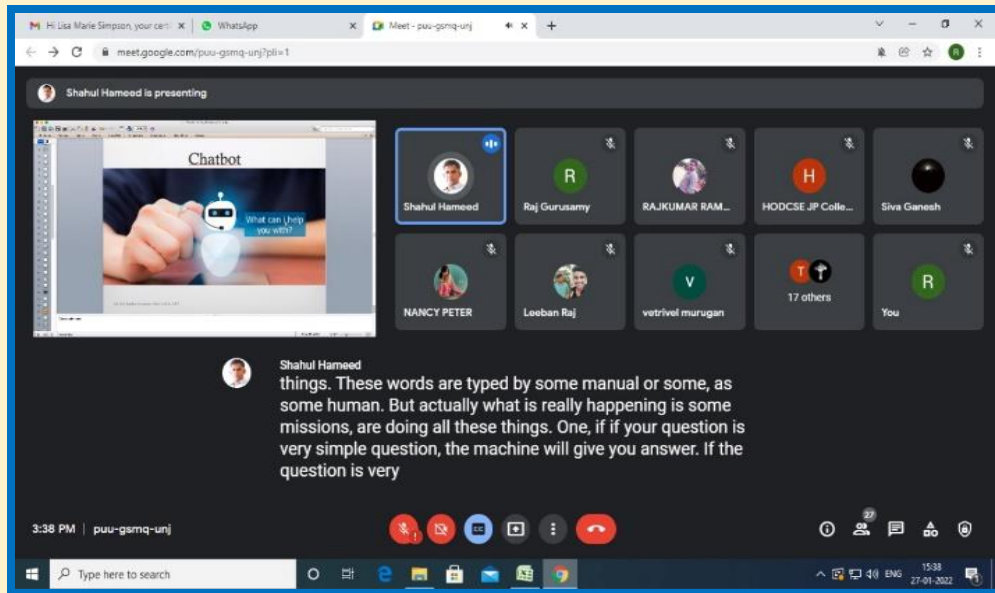 Hi Lisa Marie Simpson, your certi
WhatsApp
Meet - puu-gsmq-unj
meet.google.com/puu-gsmq-unj?pli=1
R
Shahul Hameed is presenting
Chatbot
What can i help
you with?
Shahul Hameed
R
Raj Gurusamy
RAJKUMAR RAM...
H
HODCSE JP Colle...
Siva Ganesh
NANCY PETER
Leeban Raj
V
vetrivel murugan
T
17 others
R
You
Shahul Hameed
things. These words are typed by some manual or some, as
some human. But actually what is really happening is some
missions, are doing all these things. One, if if your question is
very simple question, the machine will give you answer. If the
question is very
3:38 PM | puu-gsmq-unj
CC
27
Type here to search
ENG
15:38
27-01-2022